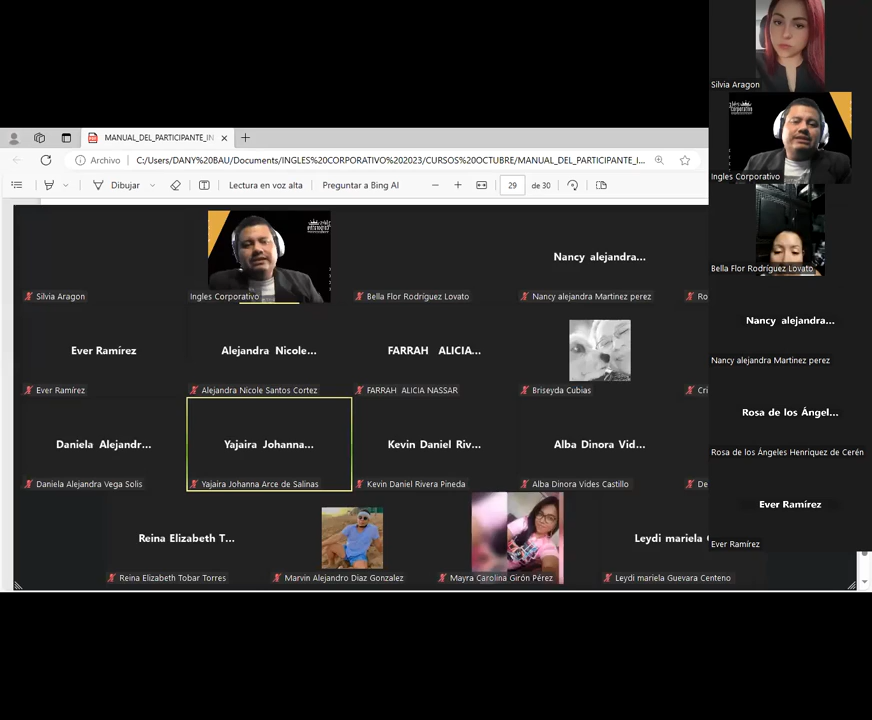 Silvia Aragon
MANUAL_DEL_PARTICIPANTE_IN
Archivo
C:/Users/DANY%20BAU/Documents/INGLES%20CORPORATIVO%202023/CURSOS%20OCTUBRE/MANUAL_DEL_PARTICIPANTE_I...
Dibujar
Lectura en voz alta
Preguntar a Bing AI
29
de 30
Ingles Corporativo
Bella Flor Rodríguez Lovato
Nancy alejandra...
Nancy alejandra Martinez perez
Rosa de los Ángel...
Rosa de los Ángeles Henriquez de Cerén
Ever Ramírez
Ever Ramírez
Nancy alejandra...
Silvia Aragon
Ingles Corporativo
Bella Flor Rodríguez Lovato
Nancy alejandra Martinez perez
Ro
Ever Ramírez
Alejandra Nicole...
FARRAH ALICIA...
Ever Ramírez
Alejandra Nicole Santos Cortez
FARRAH ALICIA NASSAR
Briseyda Cubias
Cri
Daniela Alejandr...
Yajaira Johanna...
Kevin Daniel Riv...
Alba Dinora Vid...
Daniela Alejandra Vega Solis
Yajaira Johanna Arce de Salinas
Kevin Daniel Rivera Pineda
Alba Dinora Vides Castillo
De
Reina Elizabeth T...
Leydi mariela G
Reina Elizabeth Tobar Torres
Marvin Alejandro Diaz Gonzalez
Mayra Carolina Girón Pérez
Leydi mariela Guevara Centeno